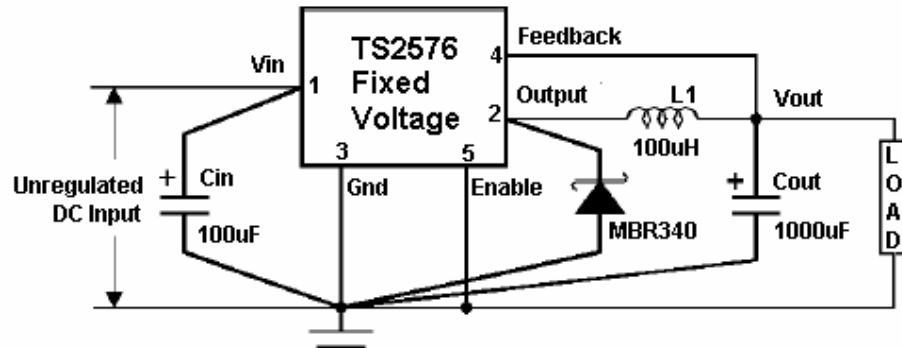 TS2576
Fixed
Voltage
Vin
1
Feedback
4
Output
2
L1
100uH
Vout
3
5
Gnd
Enable
Unregulated
DC Input
+
Cin
100uF
MBR340
+
Cout
1000uF
LOAD